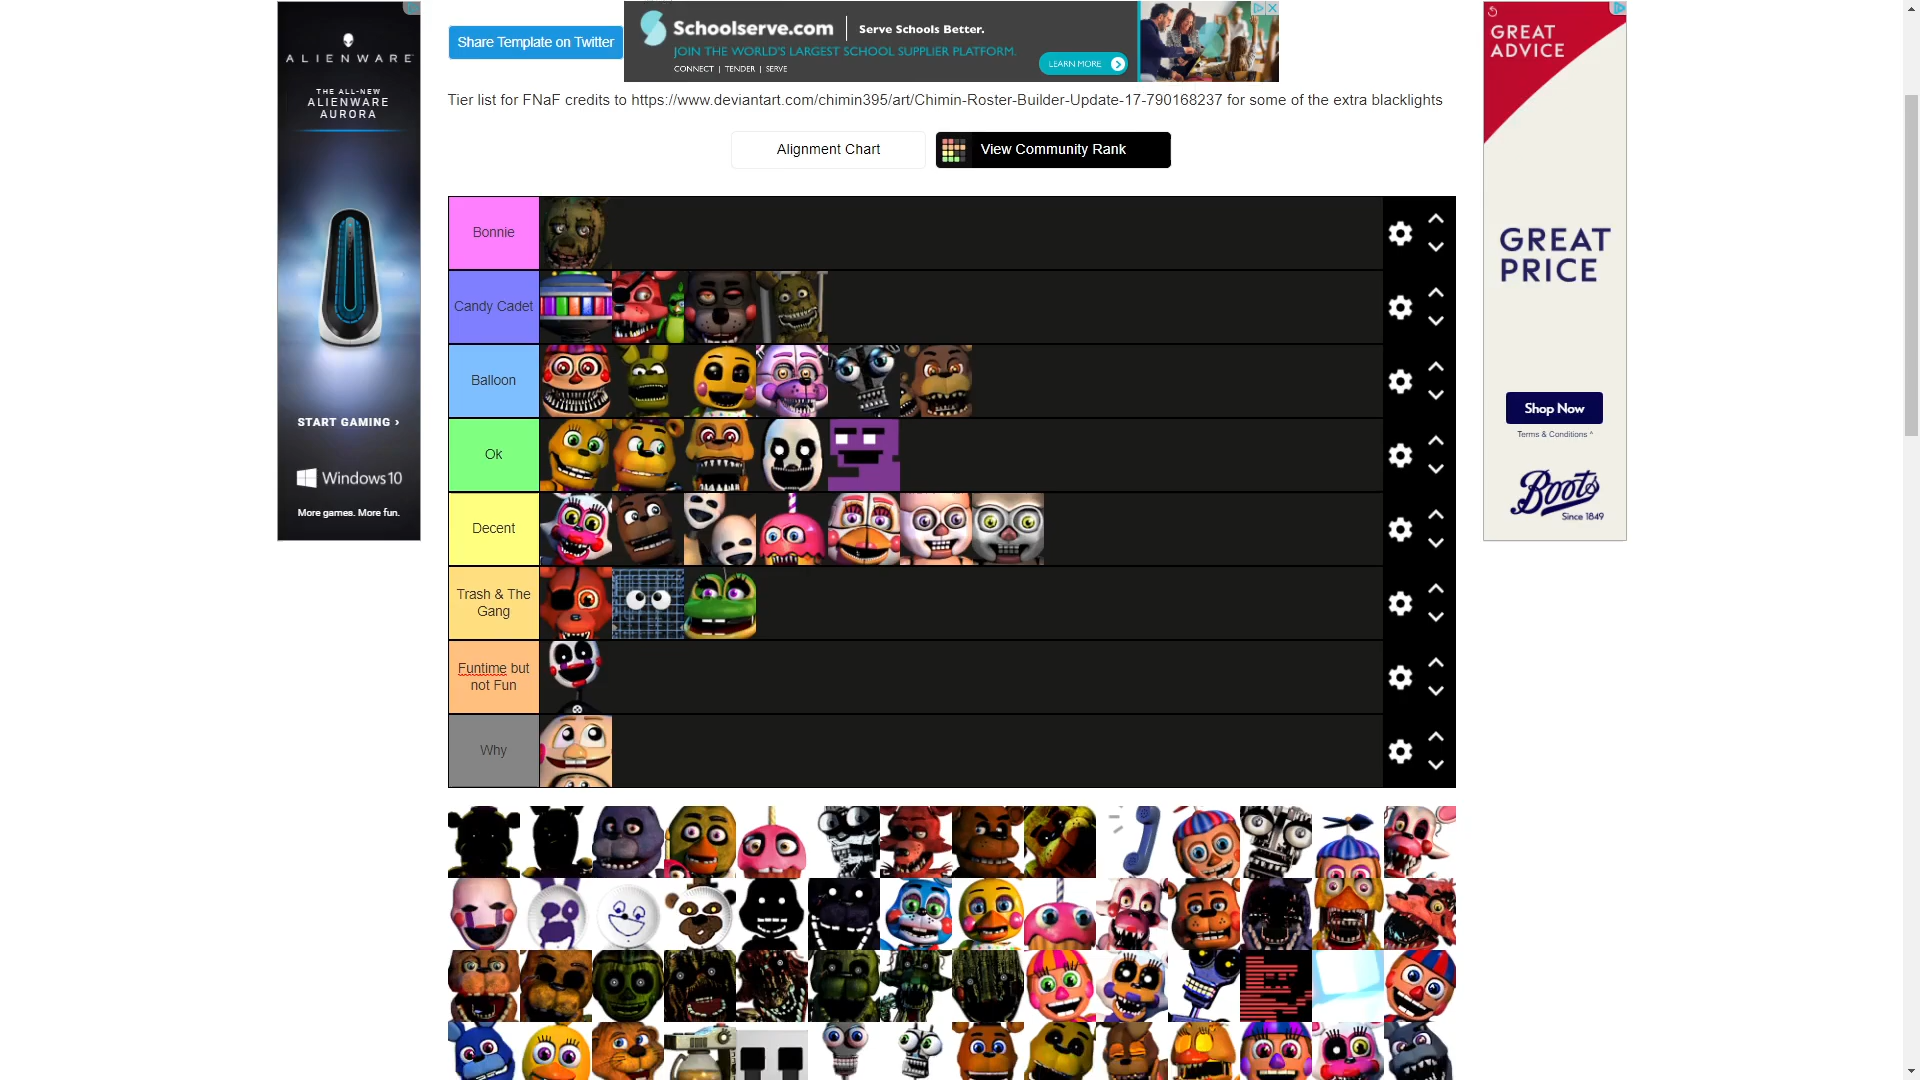 ALIENWARE
THE ALL-NEW
ALIENWARE
AURORA
START GAMING ›
Windows10
More games. More fun.
Share Template on Twitter
Schoolserve.com
Serve Schools Better.
JOIN THE WORLD'S LARGEST SCHOOL SUPPLIER PLATFORM.
CONNECT | TENDER | SERVE
LEARN MORE
Tier list for FNaF credits to https://www.deviantart.com/chimin395/art/Chimin-Roster-Builder-Update-17-790168237 for some of the extra blacklights
Alignment Chart
View Community Rank
Bonnie
Candy Cadet
Balloon
Ok
Decent
Trash & The
Gang
Funtime but
not Fun
Why
GREAT
ADVICE
GREAT
PRICE
Shop Now
Terms & Conditions ^
Boots
Since 1849